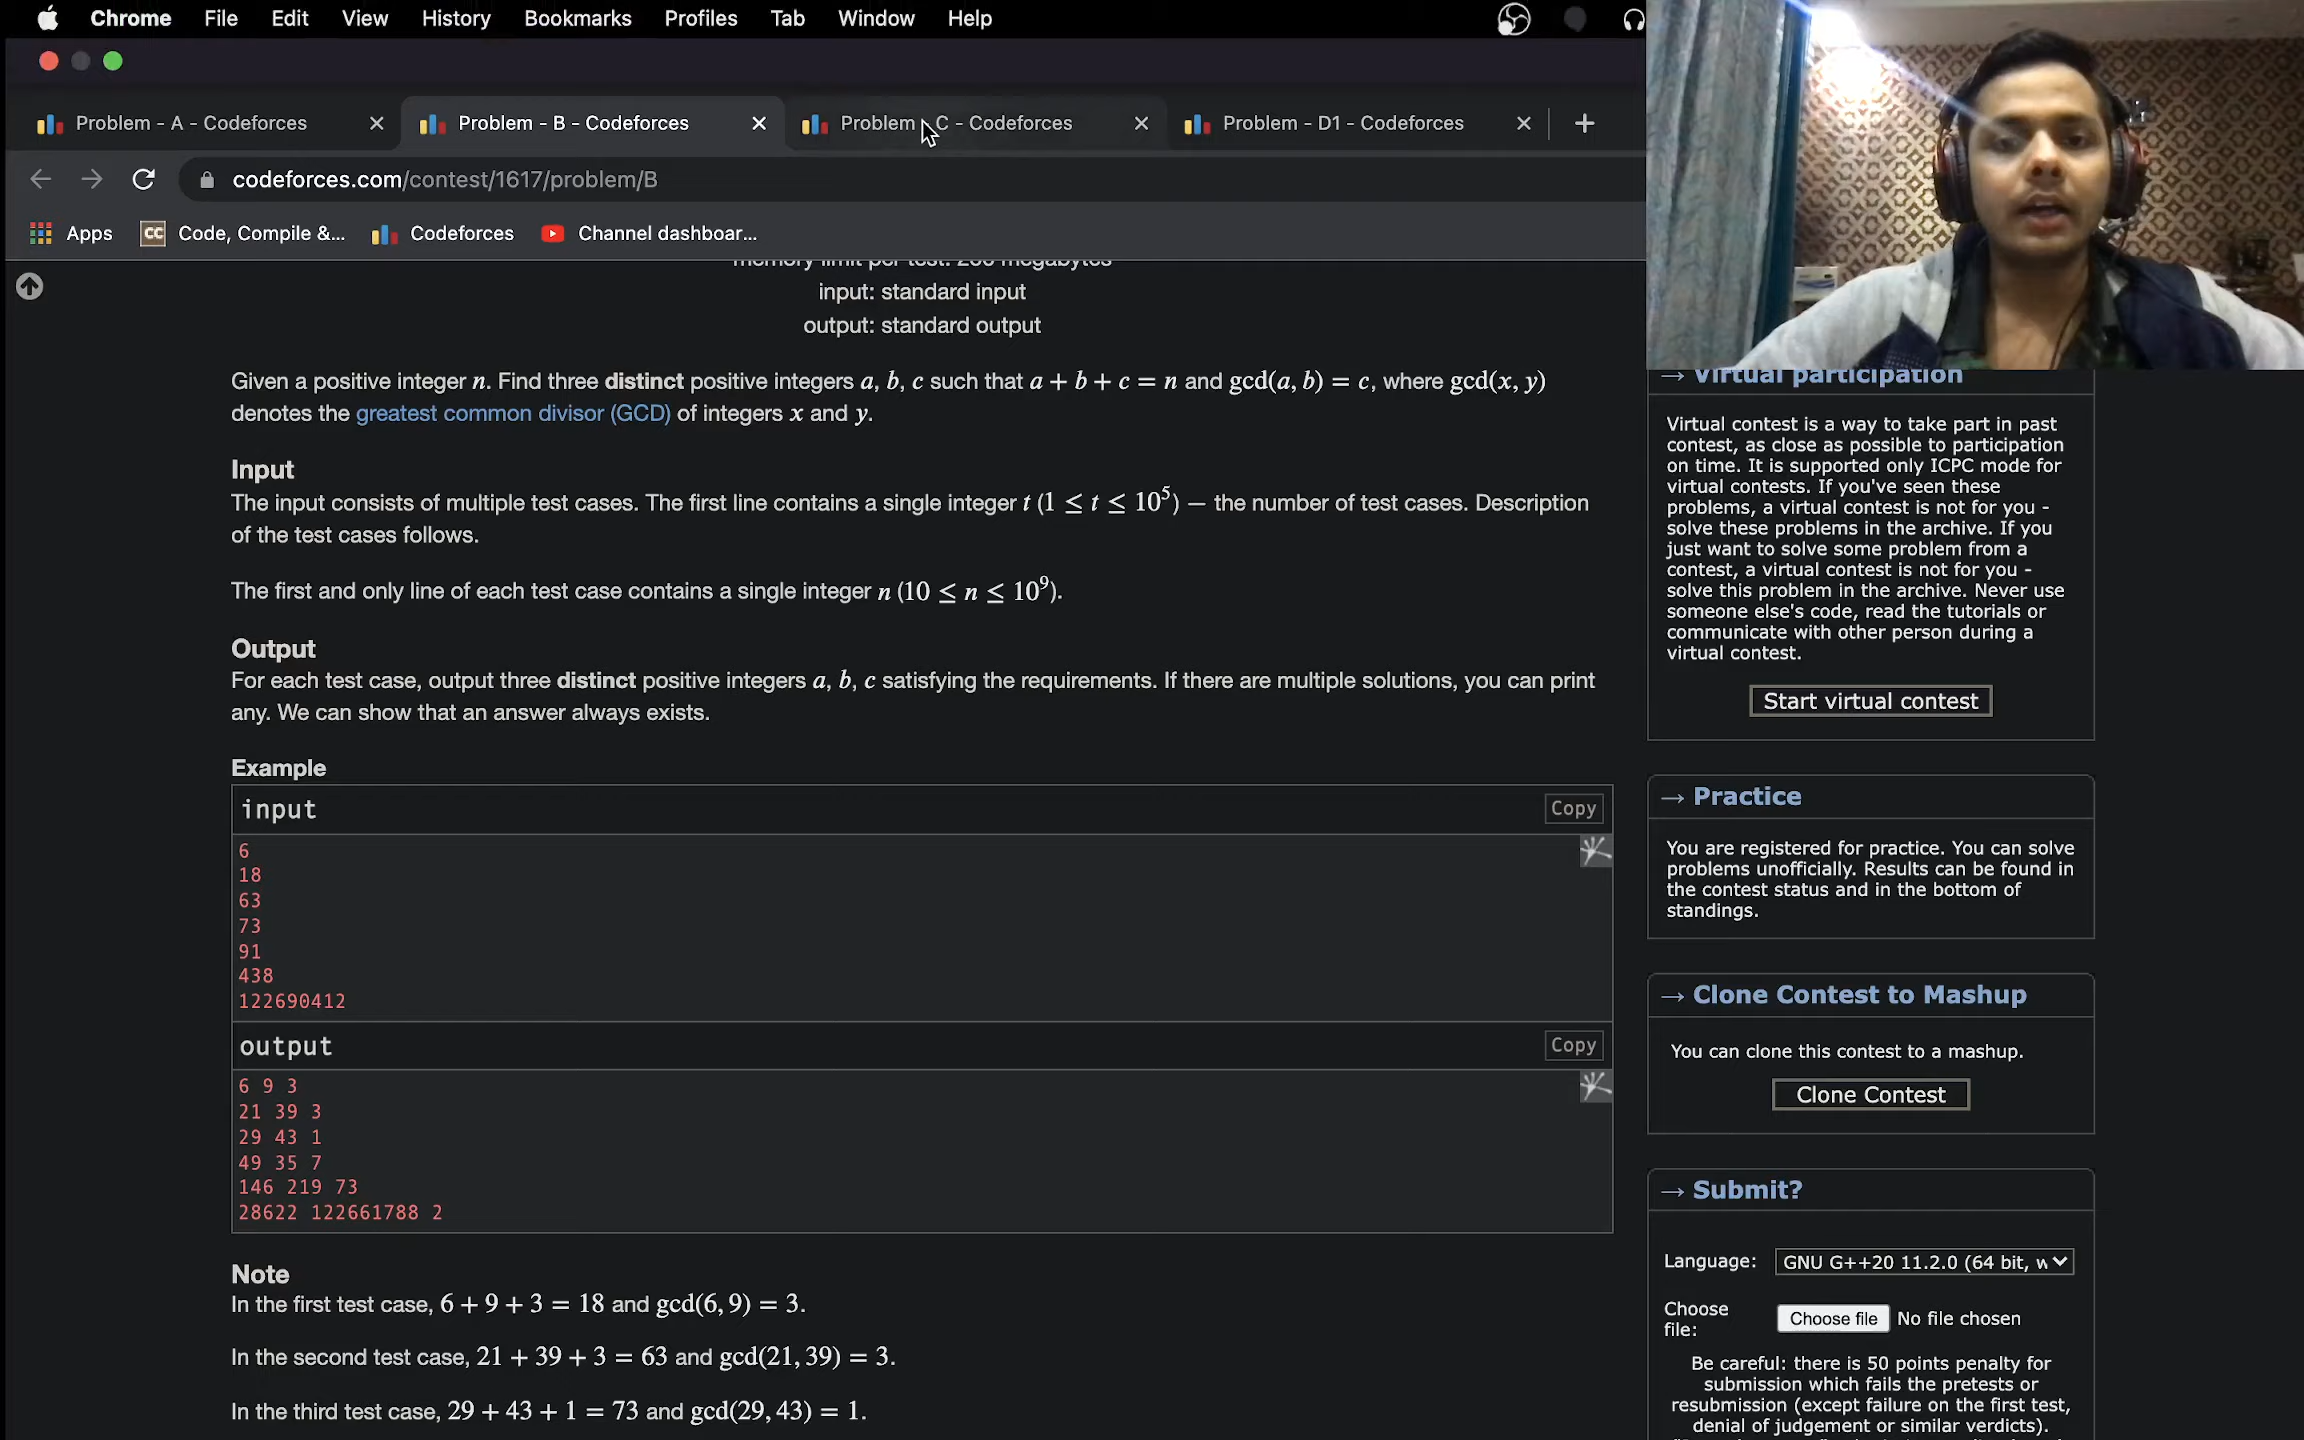 Chrome File Edit View History Bookmarks Profiles Tab Window Help
Problem - A - Codeforces
Problem - B - Codeforces
Problem - C - Codeforces
Problem - D1 - Codeforces
codeforces.com/contest/1617/problem/B
Apps
CC Code, Compile &...
Codeforces
Channel dashboar...
memory limit per test: 256 megabytes
input: standard input
output: standard output
Given a positive integer n. Find three distinct positive integers a, b, c such that a + b + c = n and gcd(a, b) = c, where gcd(x, y)
denotes the greatest common divisor (GCD) of integers x and y.
Input
The input consists of multiple test cases. The first line contains a single integer t (1 ≤ t ≤ 10⁵) — the number of test cases. Description
of the test cases follows.
The first and only line of each test case contains a single integer n (10 ≤ n ≤ 10⁹).
Output
For each test case, output three distinct positive integers a, b, c satisfying the requirements. If there are multiple solutions, you can print
any. We can show that an answer always exists.
Example
input
Copy
6
18
63
73
91
438
122690412
output
Copy
6 9 3
21 39 3
29 43 1
49 35 7
146 219 73
28622 122661788 2
Note
In the first test case, 6 + 9 + 3 = 18 and gcd(6, 9) = 3.
In the second test case, 21 + 39 + 3 = 63 and gcd(21, 39) = 3.
In the third test case, 29 + 43 + 1 = 73 and gcd(29, 43) = 1.
→ Virtual participation
Virtual contest is a way to take part in past
contest, as close as possible to participation
on time. It is supported only ICPC mode for
virtual contests. If you've seen these
problems, a virtual contest is not for you -
solve these problems in the archive. If you
just want to solve some problem from a
contest, a virtual contest is not for you -
solve this problem in the archive. Never use
someone else's code, read the tutorials or
communicate with other person during a
virtual contest.
Start virtual contest
→ Practice
You are registered for practice. You can solve
problems unofficially. Results can be found in
the contest status and in the bottom of
standings.
→ Clone Contest to Mashup
You can clone this contest to a mashup.
Clone Contest
→ Submit?
Language:
GNU G++20 11.2.0 (64 bit, w
Choose
file:
Choose file No file chosen
Be careful: there is 50 points penalty for
submission which fails the pretests or
resubmission (except failure on the first test,
denial of judgement or similar verdicts).